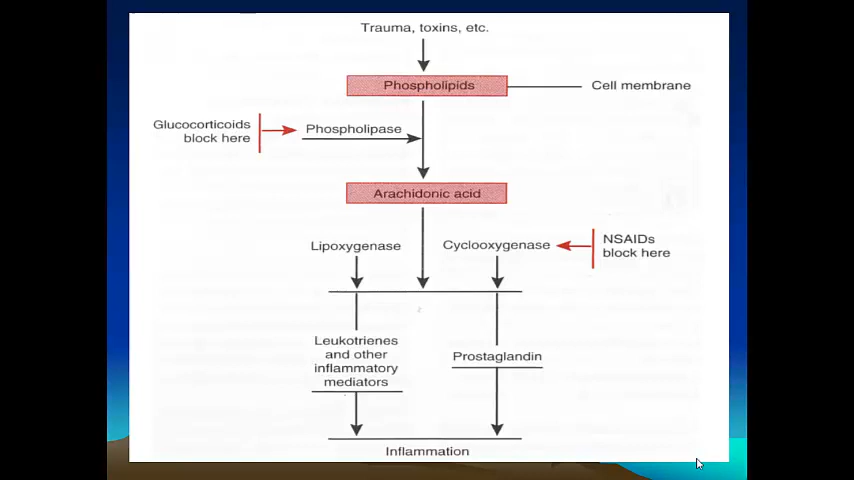 Trauma, toxins, etc.
Phospholipids
Cell membrane
Glucocorticoids
block here
Phospholipase
Arachidonic acid
Lipoxygenase
Cyclooxygenase
NSAIDs
block here
Leukotrienes
and other
inflammatory
mediators
Prostaglandin
Inflammation